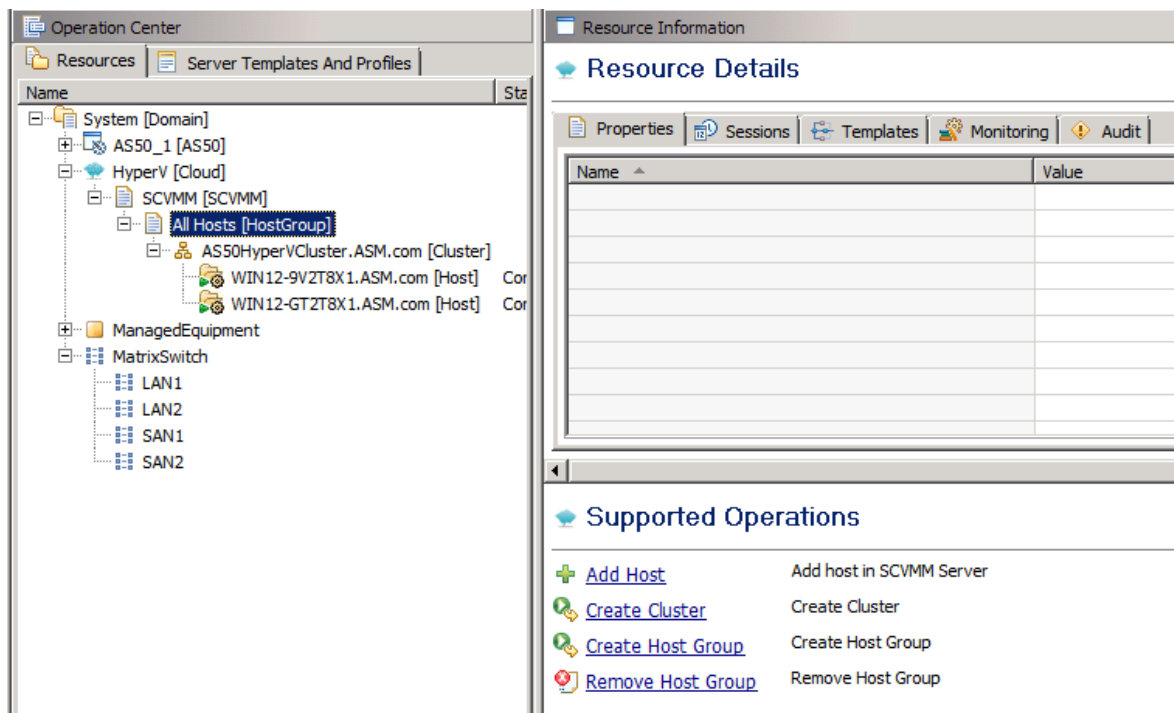 Operation Center
Resources
Server Templates And Profiles
Name
Sta
System [Domain]
AS50_1 [AS50]
HyperV [Cloud]
SCVMM [SCVMM]
All Hosts [HostGroup]
AS50HyperVCluster.ASM.com [Cluster]
WIN12-9V2T8X1.ASM.com [Host] Cor
WIN12-GT2T8X1.ASM.com [Host] Cor
ManagedEquipment
MatrixSwitch
LAN1
LAN2
SAN1
SAN2
Resource Information
Resource Details
Properties
Sessions
Templates
Monitoring
Audit
Name
Value
Supported Operations
Add Host Add host in SCVMM Server
Create Cluster Create Cluster
Create Host Group Create Host Group
Remove Host Group Remove Host Group